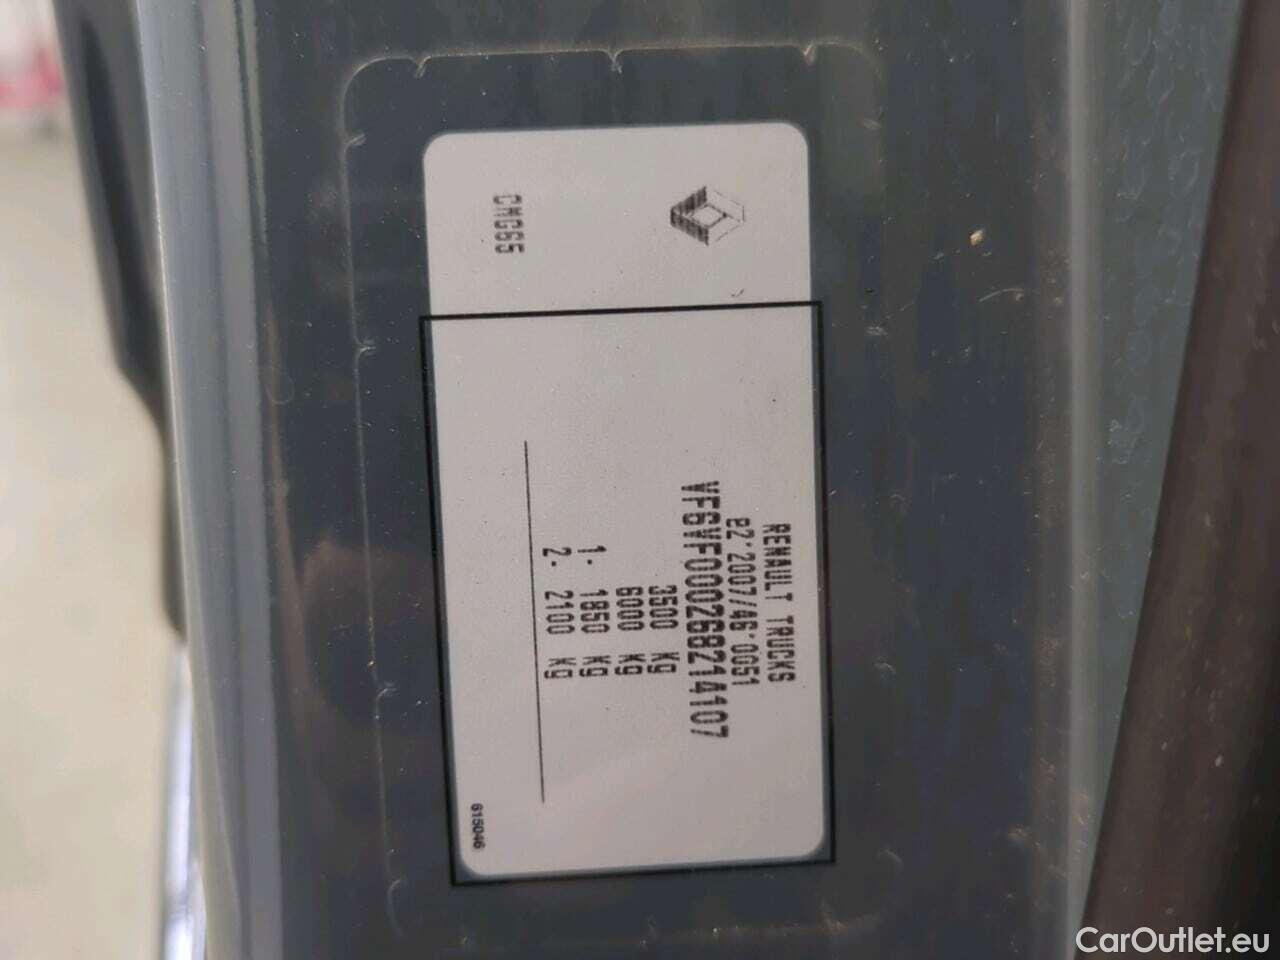 CMG65
RENAULT TRUCKS
e2*2007/46*0051
VF6VF000268214107
3500 Kg
6000 Kg
1- 1850 Kg
2- 2100 Kg
615046
CarOutlet.eu